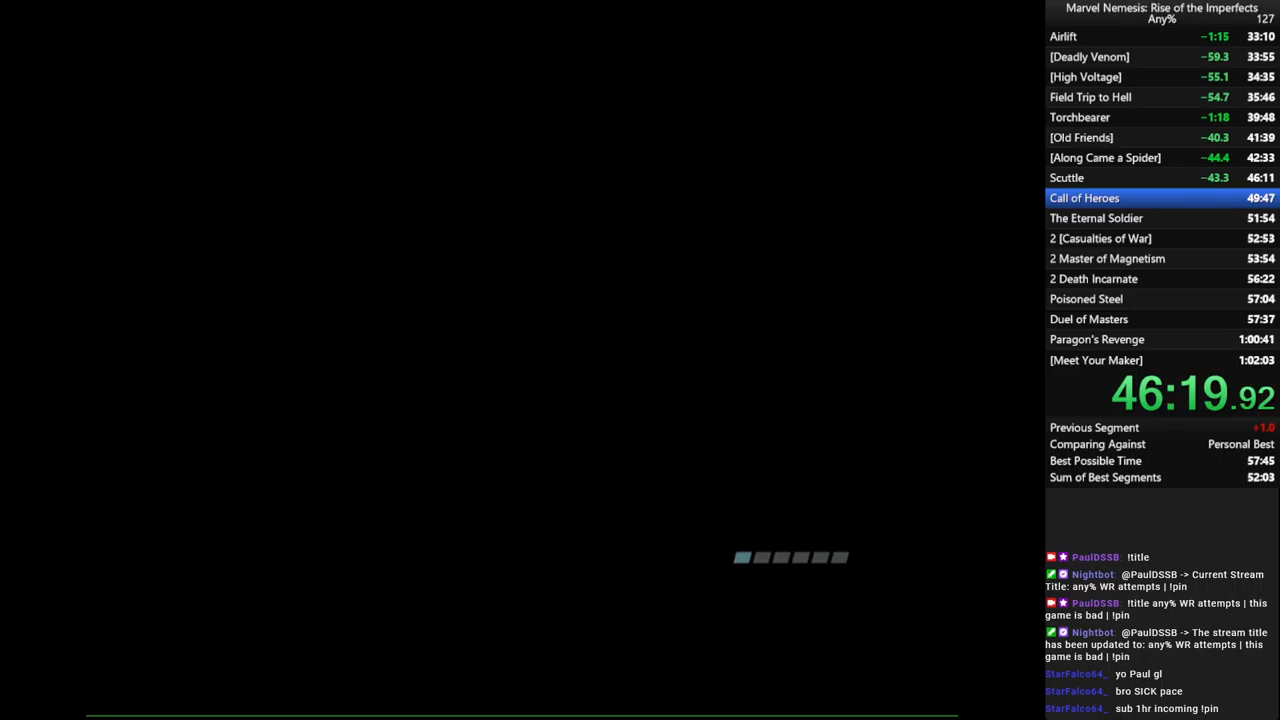 Marvel Nemesis: Rise of the Imperfects
Any% 127
Airlift −1:15 33:10
[Deadly Venom] −59.3 33:55
[High Voltage] −55.1 34:35
Field Trip to Hell −54.7 35:46
Torchbearer −1:18 39:48
[Old Friends] −40.3 41:39
[Along Came a Spider] −44.4 42:33
Scuttle −43.3 46:11
Call of Heroes 49:47
The Eternal Soldier 51:54
2 [Casualties of War] 52:53
2 Master of Magnetism 53:54
2 Death Incarnate 56:22
Poisoned Steel 57:04
Duel of Masters 57:37
Paragon's Revenge 1:00:41
[Meet Your Maker] 1:02:03
46:19.92
Previous Segment +1.0
Comparing Against Personal Best
Best Possible Time 57:45
Sum of Best Segments 52:03
PaulDSSB: !title
Nightbot: @PaulDSSB -> Current Stream
Title: any% WR attempts | !pin
PaulDSSB: !title any% WR attempts | this
game is bad | !pin
Nightbot: @PaulDSSB -> The stream title
has been updated to: any% WR attempts | this
game is bad | !pin
StarFalco64_ yo Paul gl
StarFalco64_ bro SICK pace
StarFalco64_ sub 1hr incoming !pin